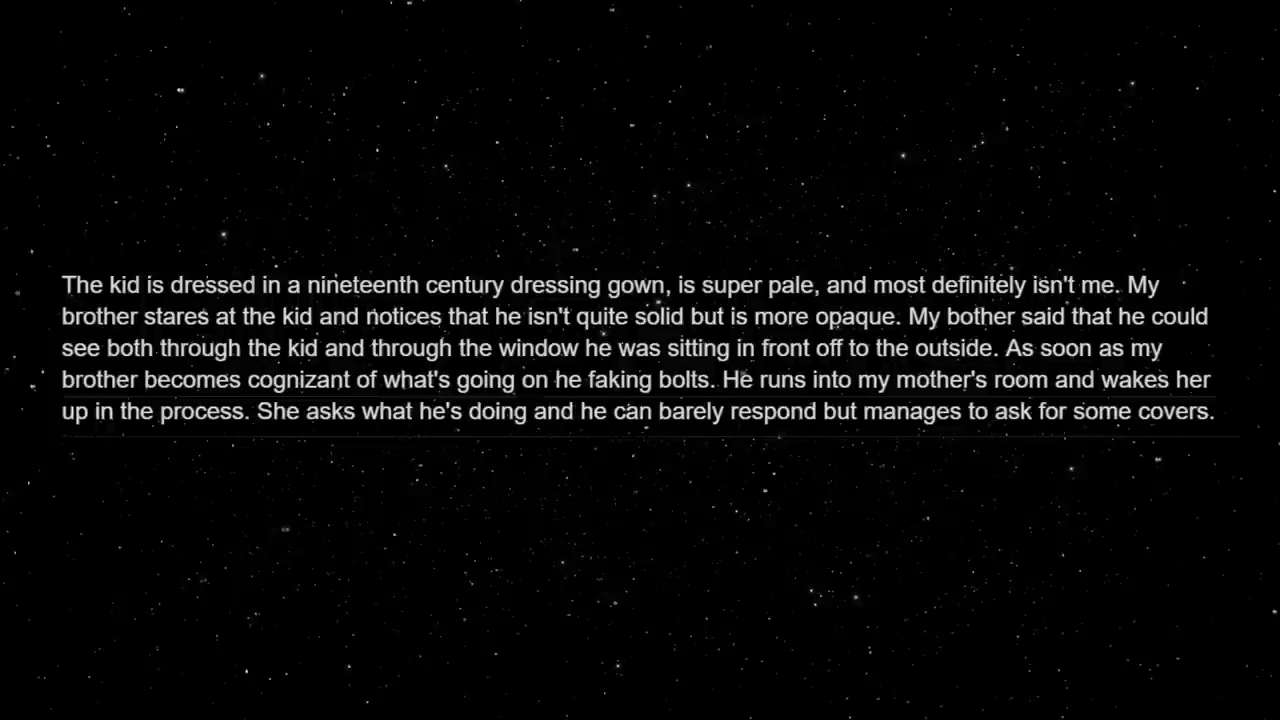 The kid is dressed in a nineteenth century dressing gown, is super pale, and most definitely isn't me. My
brother stares at the kid and notices that he isn't quite solid but is more opaque. My bother said that he could
see both through the kid and through the window he was sitting in front off to the outside. As soon as my
brother becomes cognizant of what's going on he faking bolts. He runs into my mother's room and wakes her
up in the process. She asks what he's doing and he can barely respond but manages to ask for some covers.